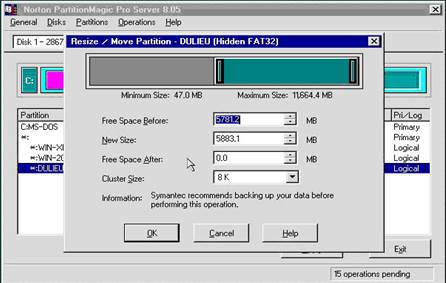 Norton PartitionMagic Pro Server 8.05
General Disks Partitions Operations Help
Disk 1 - 2867
Resize / Move Partition - DULIEU (Hidden FAT32)
C:
Minimum Size: 47.0 MB Maximum Size: 11,664.4 MB
Free Space Before: 5781.2 MB
New Size: 5883.1 MB
Free Space After: 0.0 MB
Cluster Size: 8 K
Information: Symantec recommends backing up your data before
performing this operation.
OK Cancel Help
Partition Pri/Log
C:MS-DOS Primary
*: Primary
*:WIN-XP Logical
*:WIN-20 Logical
*:DULIEU Logical
Exit
15 operations pending